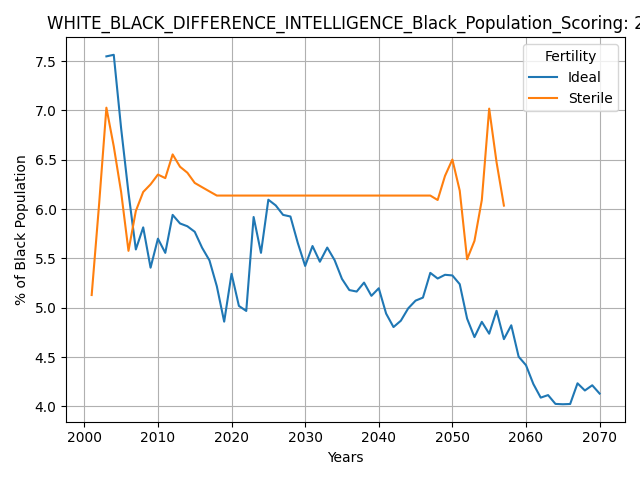 WHITE_BLACK_DIFFERENCE_INTELLIGENCE_Black_Population_Scoring: 2
Fertility
Ideal
Sterile
% of Black Population
7.5
7.0
6.5
6.0
5.5
5.0
4.5
4.0
2000 2010 2020 2030 2040 2050 2060 2070
Years